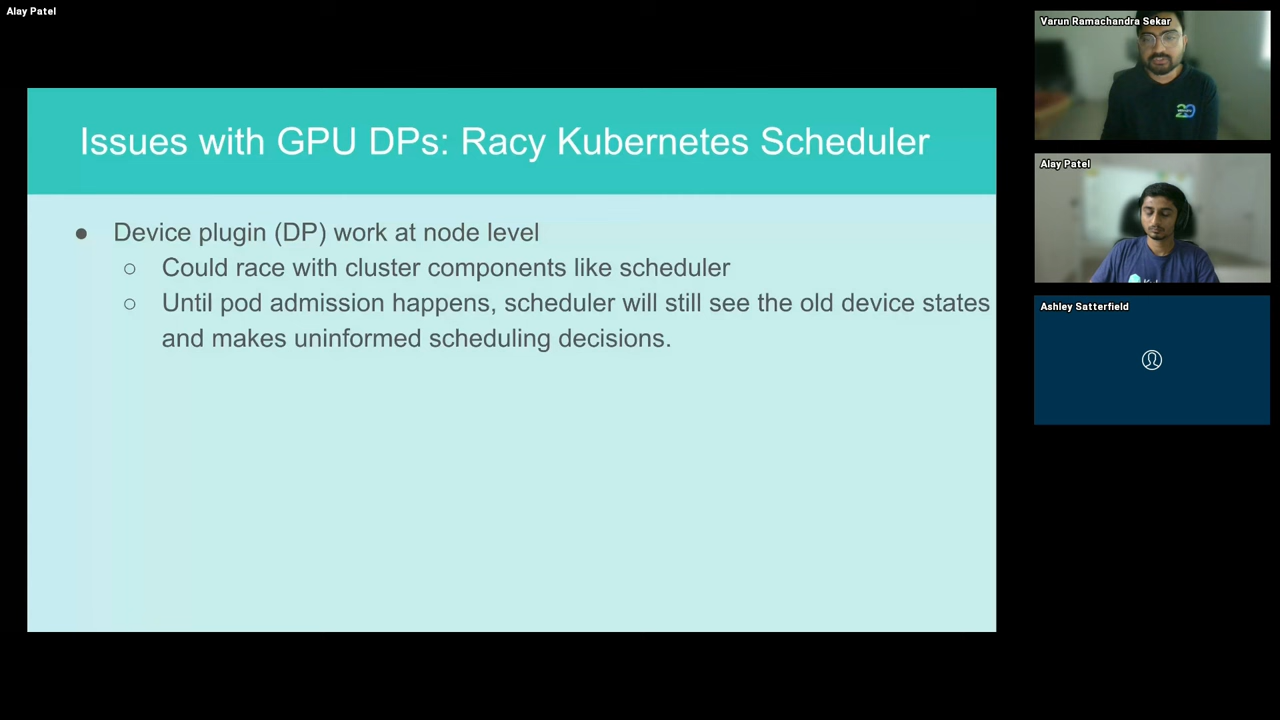 Alay Patel
Issues with GPU DPs: Racy Kubernetes Scheduler
● Device plugin (DP) work at node level
○ Could race with cluster components like scheduler
○ Until pod admission happens, scheduler will still see the old device states
and makes uninformed scheduling decisions.
Varun Ramachandra Sekar
Alay Patel
Ashley Satterfield